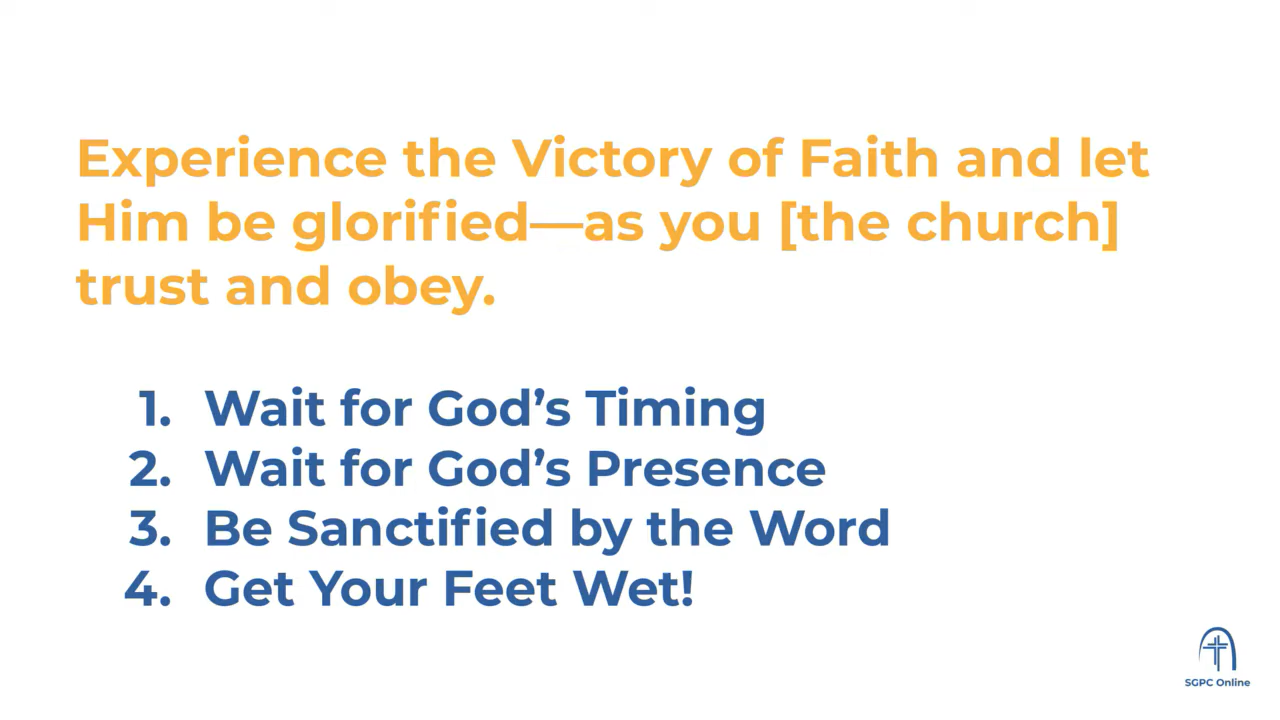 Experience the Victory of Faith and let
Him be glorified—as you [the church]
trust and obey.
1. Wait for God’s Timing
2. Wait for God’s Presence
3. Be Sanctified by the Word
4. Get Your Feet Wet!
SGPC Online